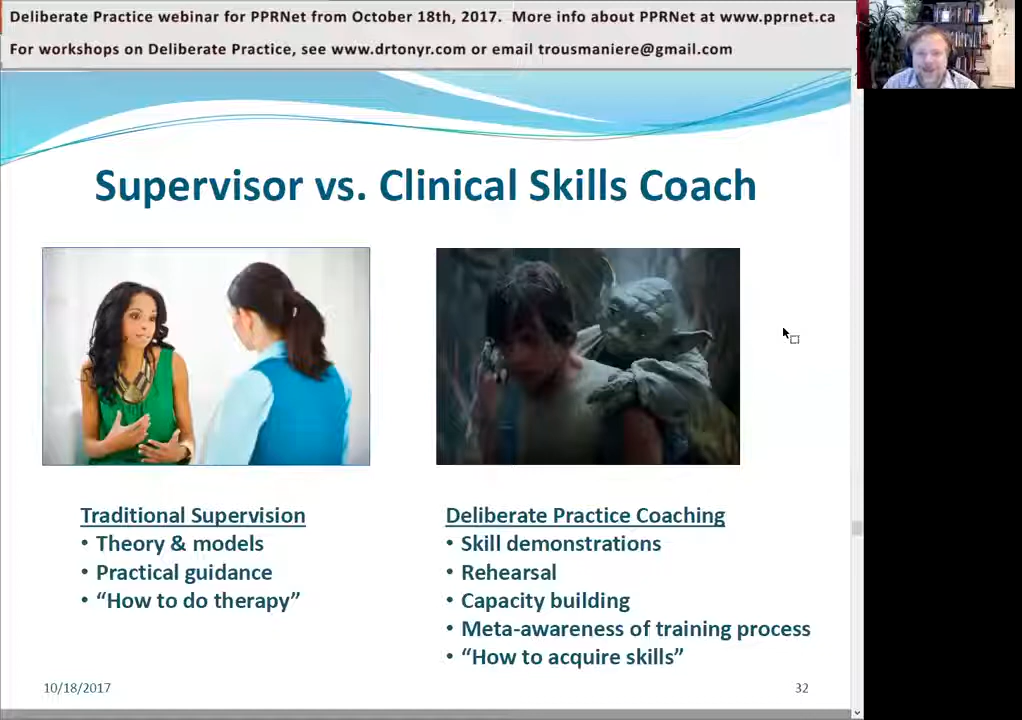 Deliberate Practice webinar for PPRNet from October 18th, 2017. More info about PPRNet at www.pprnet.ca
For workshops on Deliberate Practice, see www.drtonyr.com or email trousmaniere@gmail.com
Supervisor vs. Clinical Skills Coach
Traditional Supervision
• Theory & models
• Practical guidance
• “How to do therapy”
Deliberate Practice Coaching
• Skill demonstrations
• Rehearsal
• Capacity building
• Meta-awareness of training process
• “How to acquire skills”
10/18/2017
32